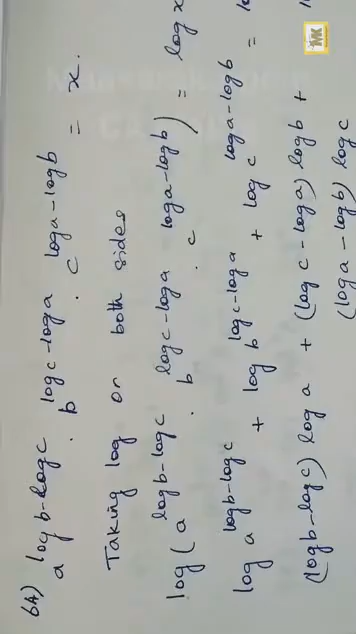 64) a^(log b - log c) . b^(log c - log a) . c^(log a - log b) = x.
Taking log on both sides
log (a^(log b - log c) . b^(log c - log a) . c^(log a - log b)) = log x
log a^(log b - log c) + log b^(log c - log a) + log c^(log a - log b) =
(log b - log c) log a + (log c - log a) log b +
(log a - log b) log c
MK